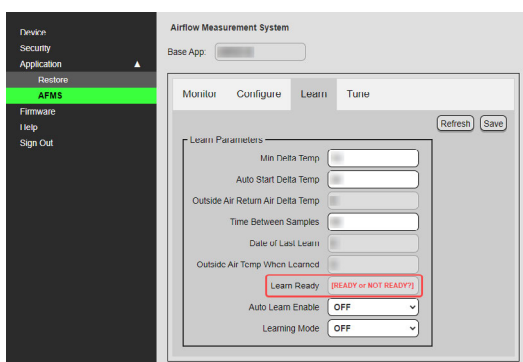 Device
Security
Application
Restore
AFMS
Firmware
Help
Sign Out
Airflow Measurement System
Base App:
Monitor Configure Learn Tune
Refresh Save
Learn Parameters
Min Delta Temp
Auto Start Delta Temp
Outside Air Return Air Delta Temp
Time Between Samples
Date of Last Learn
Outside Air Temp When Learned
Learn Ready [READY or NOT READY?]
Auto Learn Enable OFF
Learning Mode OFF